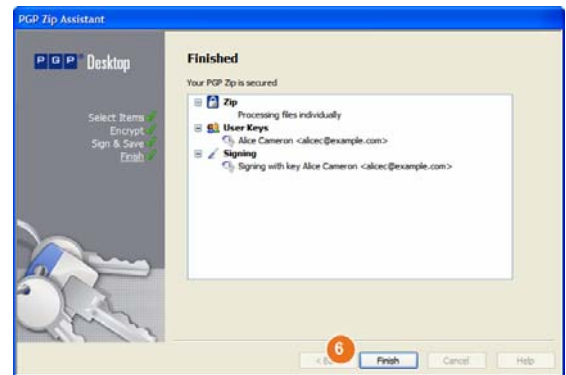 PGP Zip Assistant
PGP Desktop
Select Items
Encrypt
Sign & Save
Finish
Finished
Your PGP Zip is secured
Zip
Processing files individually
User Keys
Alice Cameron <alicec@example.com>
Signing
Signing with key Alice Cameron <alicec@example.com>
6
Finish
Cancel
Help